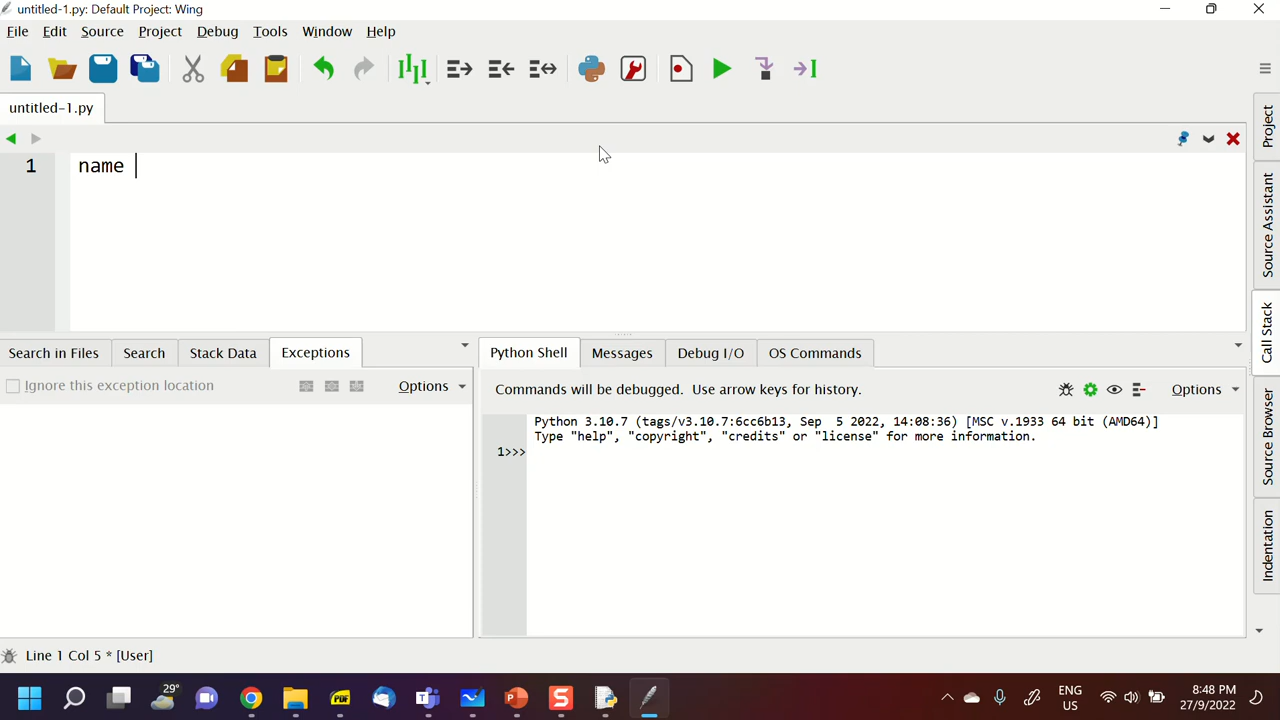 untitled-1.py: Default Project: Wing
File Edit Source Project Debug Tools Window Help
untitled-1.py
1 name
Project
Source Assistant
Call Stack
Source Browser
Indentation
Search in Files Search Stack Data Exceptions
Ignore this exception location Options
Python Shell Messages Debug I/O OS Commands
Commands will be debugged. Use arrow keys for history. Options
Python 3.10.7 (tags/v3.10.7:6cc6b13, Sep  5 2022, 14:08:36) [MSC v.1933 64 bit (AMD64)]
Type "help", "copyright", "credits" or "license" for more information.
1>>>
Line 1 Col 5 * [User]
29°
PDF
T
P
S
ENG
US
8:48 PM
27/9/2022